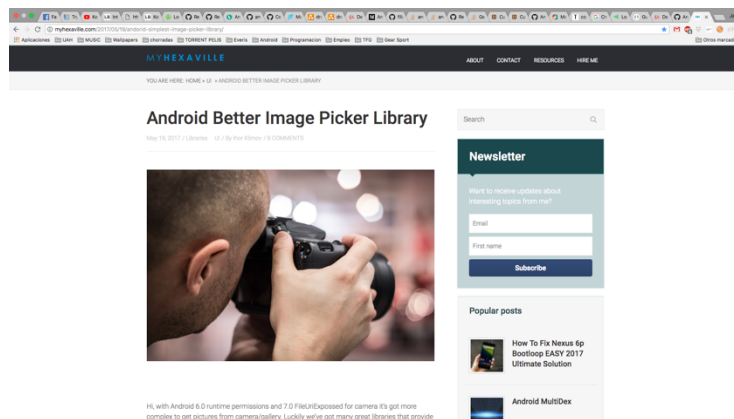 myhexaville.com/2017/05/19/andorid-simplest-image-picker-library/
Aplicaciones UAH MUSIC Wallpapers chorradas TORRENT PELIS Everis Android Programacion Empleo TFG Gear Sport Otros marcad
MYHEXAVILLE
ABOUT CONTACT RESOURCES HIRE ME
YOU ARE HERE: HOME • UI • ANDROID BETTER IMAGE PICKER LIBRARY
Android Better Image Picker Library
May 19, 2017 / Libraries UI / By Ihor Klimov / 9 COMMENTS
Hi, with Android 6.0 runtime permissions and 7.0 FileUriExposed for camera it's got more
complex to get pictures from camera/gallery. Luckily we've got many great libraries that provide
Search
Newsletter
Want to receive updates about
interesting topics from me?
Email
First name
Subscribe
Popular posts
How To Fix Nexus 6p
Bootloop EASY 2017
Ultimate Solution
Android MultiDex